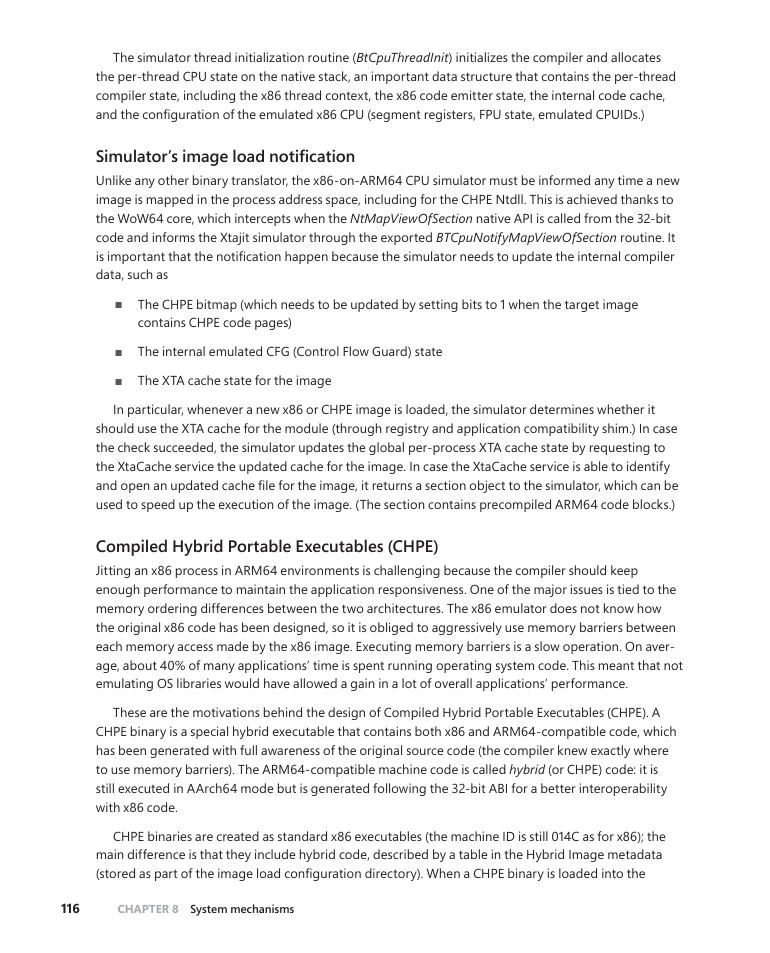 The simulator thread initialization routine (BtCpuThreadInit) initializes the compiler and allocates
the per-thread CPU state on the native stack, an important data structure that contains the per-thread
compiler state, including the x86 thread context, the x86 code emitter state, the internal code cache,
and the configuration of the emulated x86 CPU (segment registers, FPU state, emulated CPUIDs.)
Simulator's image load notification
Unlike any other binary translator, the x86-on-ARM64 CPU simulator must be informed any time a new
image is mapped in the process address space, including for the CHPE Ntdll. This is achieved thanks to
the WoW64 core, which intercepts when the NtMapViewOfSection native API is called from the 32-bit
code and informs the Xtajit simulator through the exported BTCpuNotifyMapViewOfSection routine. It
is important that the notification happen because the simulator needs to update the internal compiler
data, such as
■ The CHPE bitmap (which needs to be updated by setting bits to 1 when the target image
contains CHPE code pages)
■ The internal emulated CFG (Control Flow Guard) state
■ The XTA cache state for the image
In particular, whenever a new x86 or CHPE image is loaded, the simulator determines whether it
should use the XTA cache for the module (through registry and application compatibility shim.) In case
the check succeeded, the simulator updates the global per-process XTA cache state by requesting to
the XtaCache service the updated cache for the image. In case the XtaCache service is able to identify
and open an updated cache file for the image, it returns a section object to the simulator, which can be
used to speed up the execution of the image. (The section contains precompiled ARM64 code blocks.)
Compiled Hybrid Portable Executables (CHPE)
Jitting an x86 process in ARM64 environments is challenging because the compiler should keep
enough performance to maintain the application responsiveness. One of the major issues is tied to the
memory ordering differences between the two architectures. The x86 emulator does not know how
the original x86 code has been designed, so it is obliged to aggressively use memory barriers between
each memory access made by the x86 image. Executing memory barriers is a slow operation. On aver-
age, about 40% of many applications' time is spent running operating system code. This meant that not
emulating OS libraries would have allowed a gain in a lot of overall applications' performance.
These are the motivations behind the design of Compiled Hybrid Portable Executables (CHPE). A
CHPE binary is a special hybrid executable that contains both x86 and ARM64-compatible code, which
has been generated with full awareness of the original source code (the compiler knew exactly where
to use memory barriers). The ARM64-compatible machine code is called hybrid (or CHPE) code: it is
still executed in AArch64 mode but is generated following the 32-bit ABI for a better interoperability
with x86 code.
CHPE binaries are created as standard x86 executables (the machine ID is still 014C as for x86); the
main difference is that they include hybrid code, described by a table in the Hybrid Image metadata
(stored as part of the image load configuration directory). When a CHPE binary is loaded into the
116 CHAPTER 8 System mechanisms